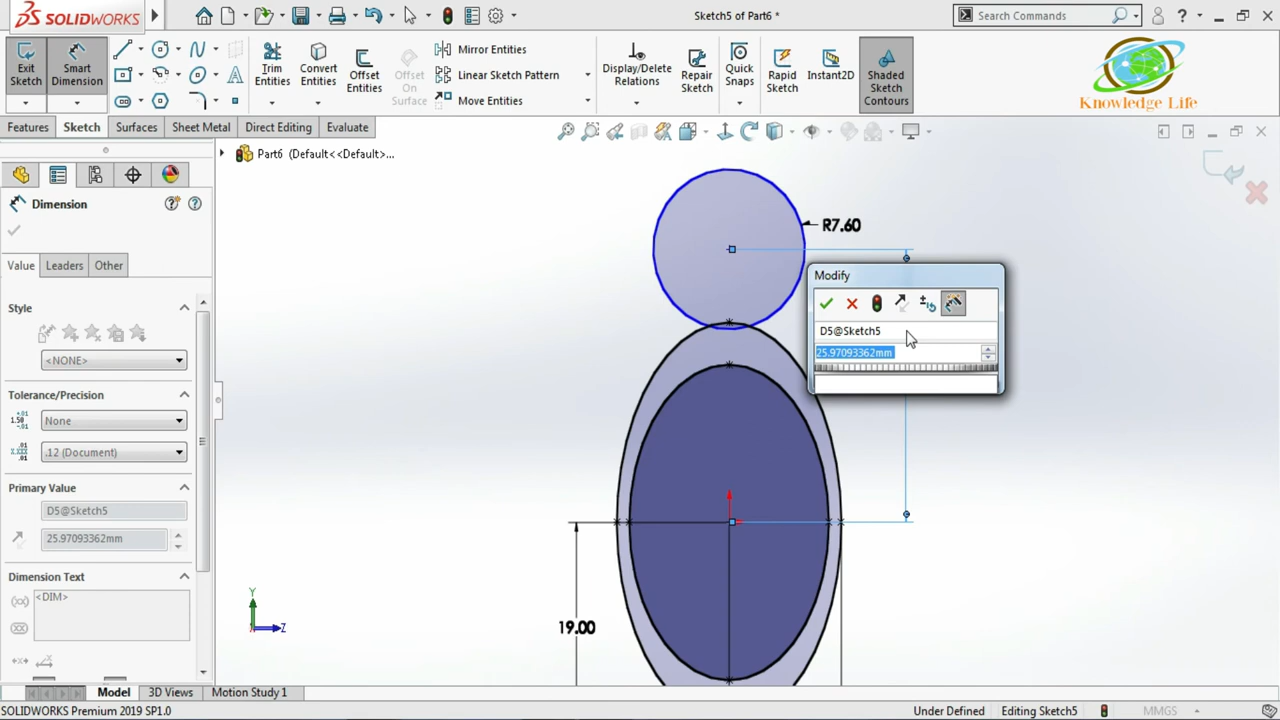 SOLIDWORKS
Sketch5 of Part6 *
Search Commands
Exit Sketch
Smart Dimension
Trim Entities
Convert Entities
Offset Entities
Offset On Surface
Mirror Entities
Linear Sketch Pattern
Move Entities
Display/Delete Relations
Repair Sketch
Quick Snaps
Rapid Sketch
Instant2D
Shaded Sketch Contours
Knowledge Life
Features
Sketch
Surfaces
Sheet Metal
Direct Editing
Evaluate
Part6 (Default<<Default>...
Dimension
Value
Leaders
Other
Style
<NONE>
Tolerance/Precision
None
.12 (Document)
Primary Value
D5@Sketch5
25.97093362mm
Dimension Text
<DIM>
R7.60
Modify
D5@Sketch5
25.97093362mm
19.00
Y
Z
Model
3D Views
Motion Study 1
SOLIDWORKS Premium 2019 SP1.0
Under Defined
Editing Sketch5
MMGS